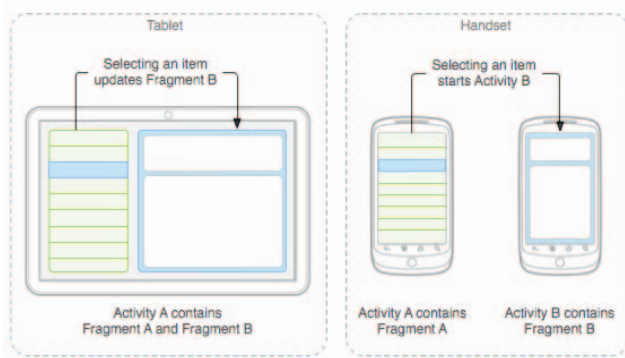 Tablet
Selecting an item
updates Fragment B
Activity A contains
Fragment A and Fragment B
Handset
Selecting an item
starts Activity B
Activity A contains
Fragment A
Activity B contains
Fragment B